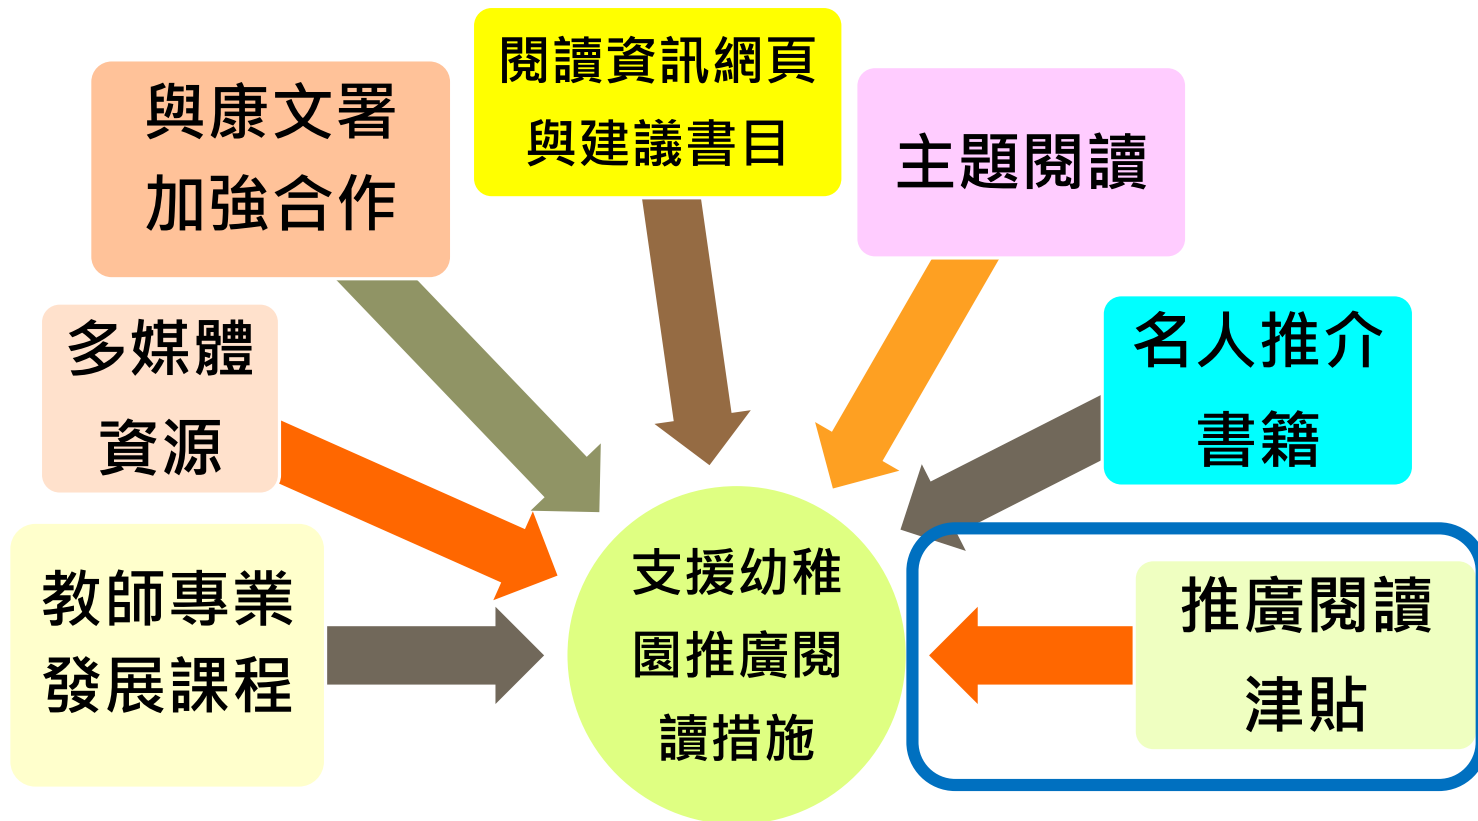 閱讀資訊網頁
與建議書目
與康文署
加強合作
主題閱讀
多媒體
資源
名人推介
書籍
教師專業
發展課程
支援幼稚
園推廣閱
讀措施
推廣閱讀
津貼